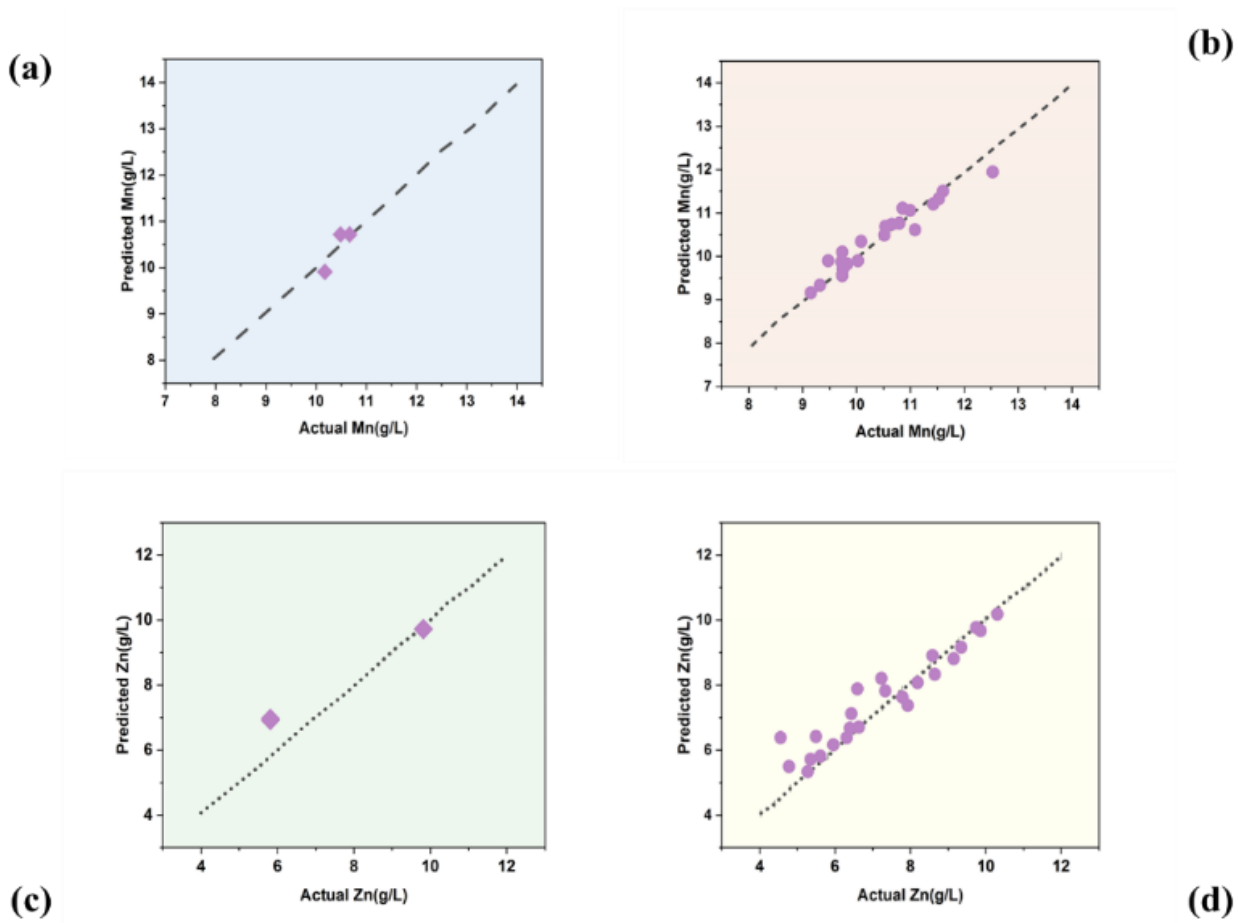 (a)
14
13
12
11
10
9
8
7 8 9 10 11 12 13 14
Predicted Mn(g/L)
Actual Mn(g/L)
(b)
14
13
12
11
10
9
8
7
8 9 10 11 12 13 14
Predicted Mn(g/L)
Actual Mn(g/L)
(c)
12
10
8
6
4
4 6 8 10 12
Predicted Zn(g/L)
Actual Zn(g/L)
(d)
12
10
8
6
4
4 6 8 10 12
Predicted Zn(g/L)
Actual Zn(g/L)